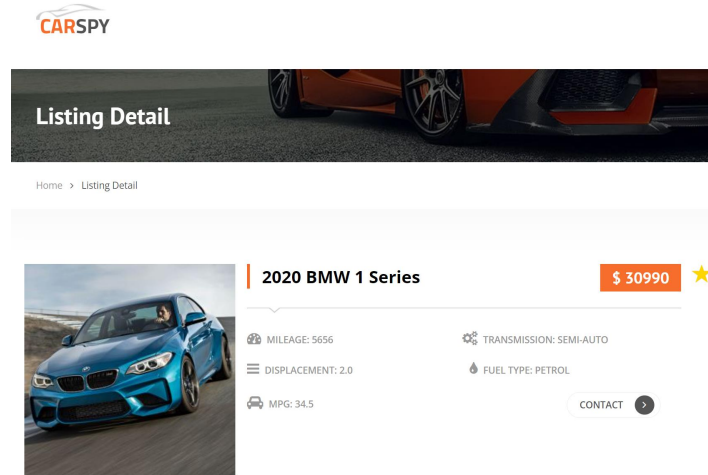 CARSPY
Listing Detail
Home > Listing Detail
2020 BMW 1 Series
$ 30990
MILEAGE: 5656
TRANSMISSION: SEMI-AUTO
DISPLACEMENT: 2.0
FUEL TYPE: PETROL
MPG: 34.5
CONTACT